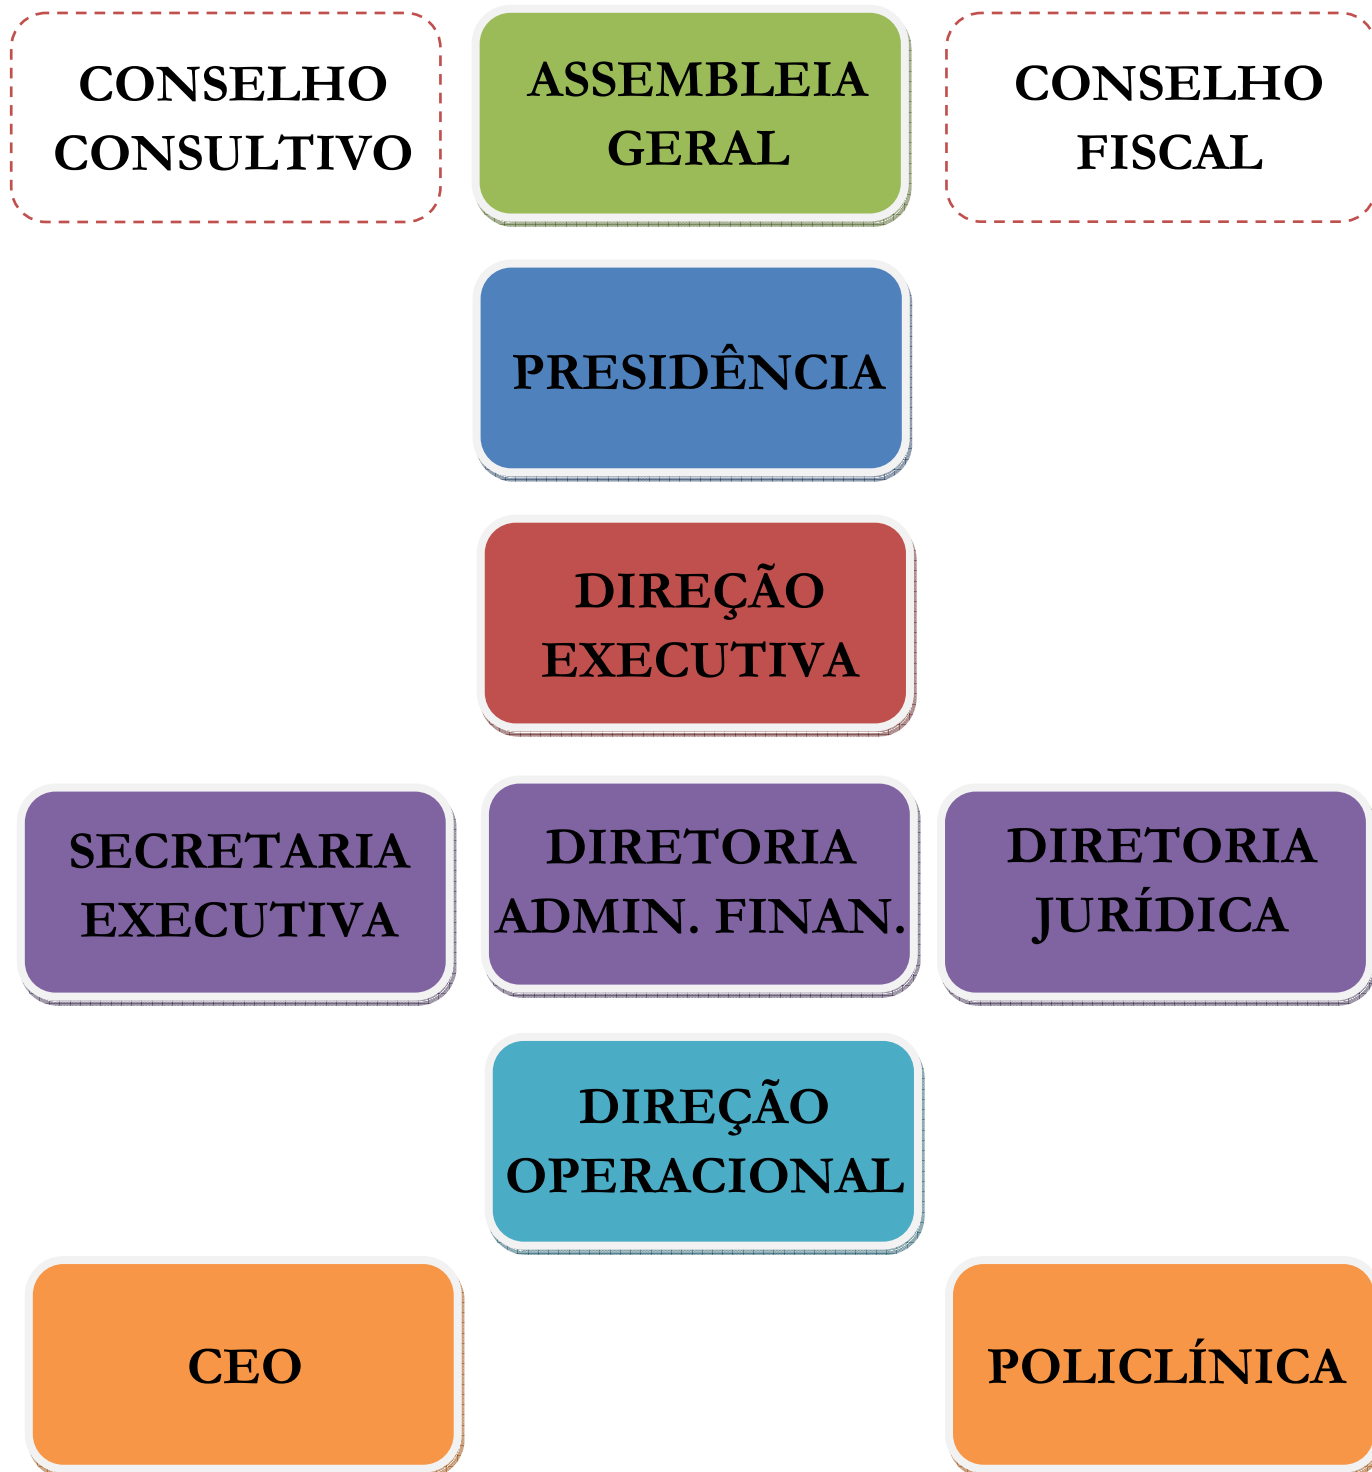 CONSELHO
CONSULTIVO
ASSEMBLEIA
GERAL
CONSELHO
FISCAL
PRESIDÊNCIA
DIREÇÃO
EXECUTIVA
SECRETARIA
EXECUTIVA
DIRETORIA
ADMIN. FINAN.
DIRETORIA
JURÍDICA
DIREÇÃO
OPERACIONAL
CEO
POLICLÍNICA